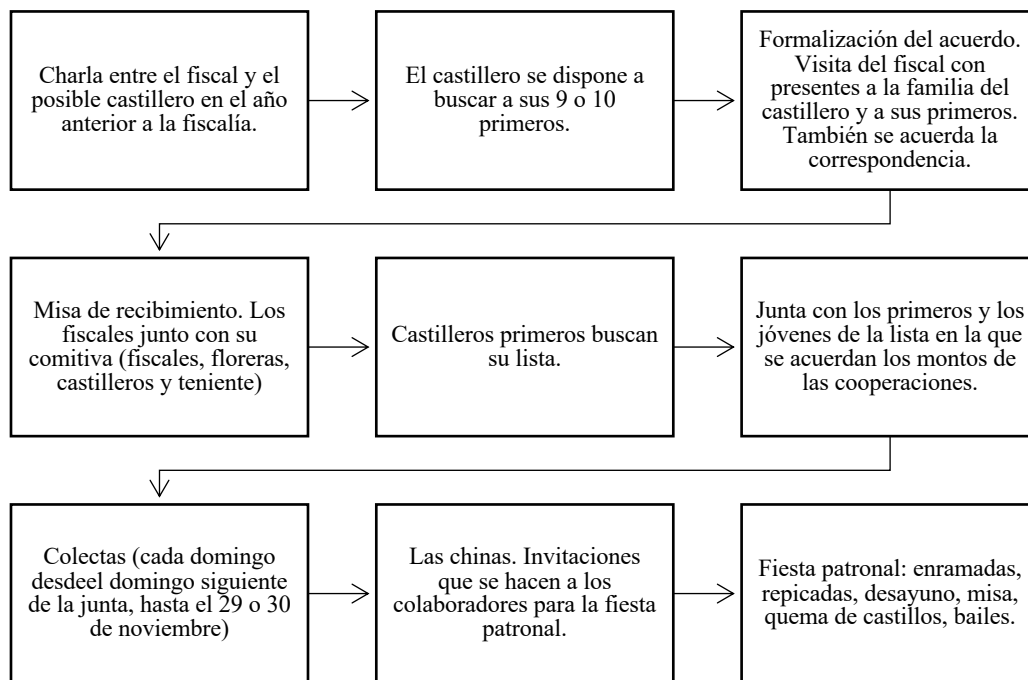 Charla entre el fiscal y el
posible castillero en el año
anterior a la fiscalía.
El castillero se dispone a
buscar a sus 9 o 10
primeros.
Formalización del acuerdo.
Visita del fiscal con
presentes a la familia del
castillero y a sus primeros.
También se acuerda la
correspondencia.
Misa de recibimiento. Los
fiscales junto con su
comitiva (fiscales, floreras,
castilleros y teniente)
Castilleros primeros buscan
su lista.
Junta con los primeros y los
jóvenes de la lista en la que
se acuerdan los montos de
las cooperaciones.
Colectas (cada domingo
desdeel domingo siguiente
de la junta, hasta el 29 o 30
de noviembre)
Las chinas. Invitaciones
que se hacen a los
colaboradores para la fiesta
patronal.
Fiesta patronal: enramadas,
repicadas, desayuno, misa,
quema de castillos, bailes.